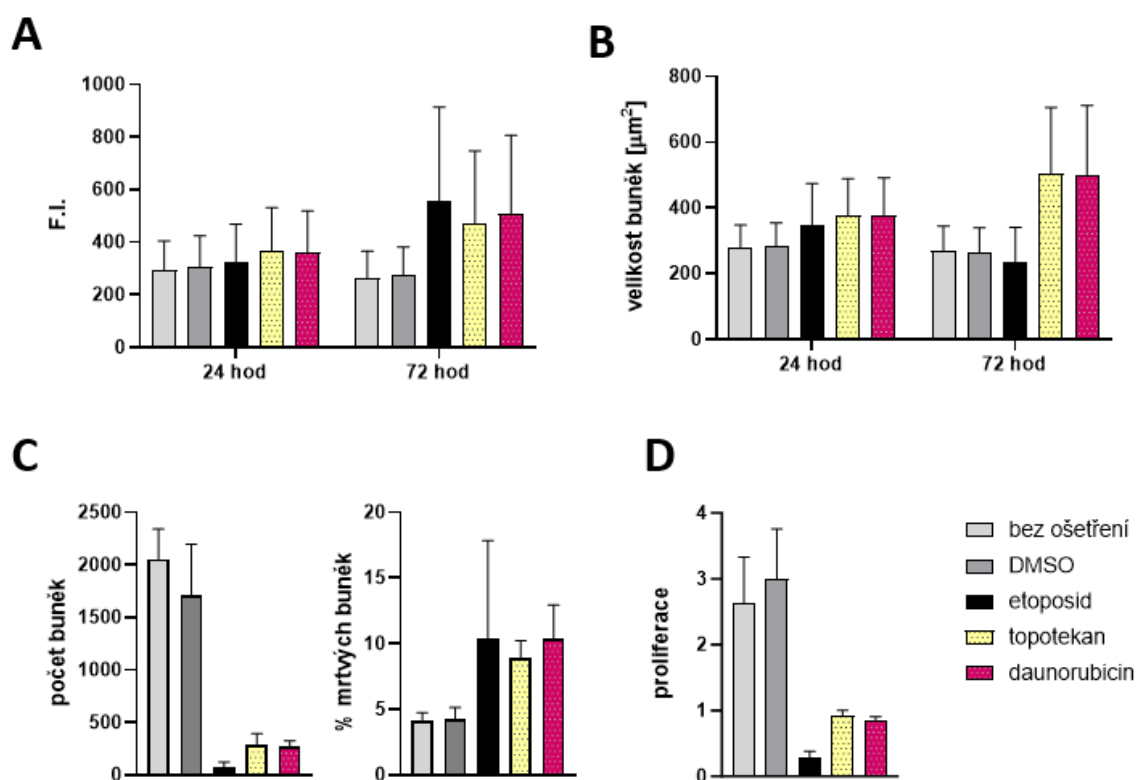 A
F.I.
1000
800
600
400
200
0
24 hod
72 hod
B
velikost buněk [µm²]
800
600
400
200
0
24 hod
72 hod
C
počet buněk
2500
2000
1500
1000
500
0
% mrtvých buněk
20
15
10
5
0
D
proliferace
4
3
2
1
0
bez ošetření
DMSO
etoposid
topotekan
daunorubicin